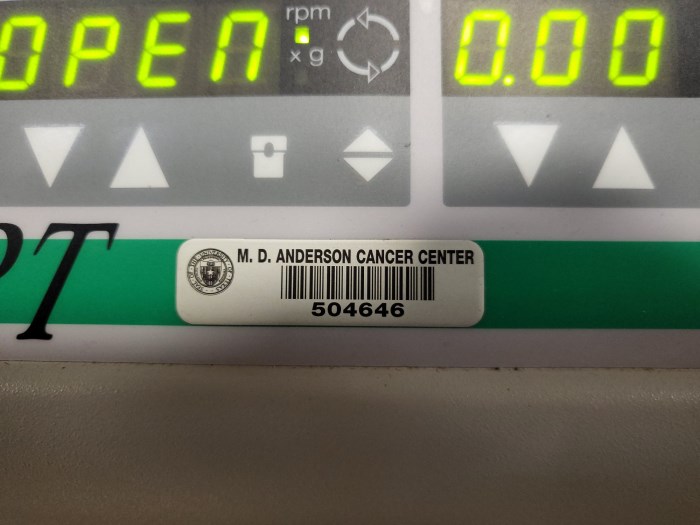 OPEN
rpm
x g
0.00
PT
M. D. ANDERSON CANCER CENTER
504646